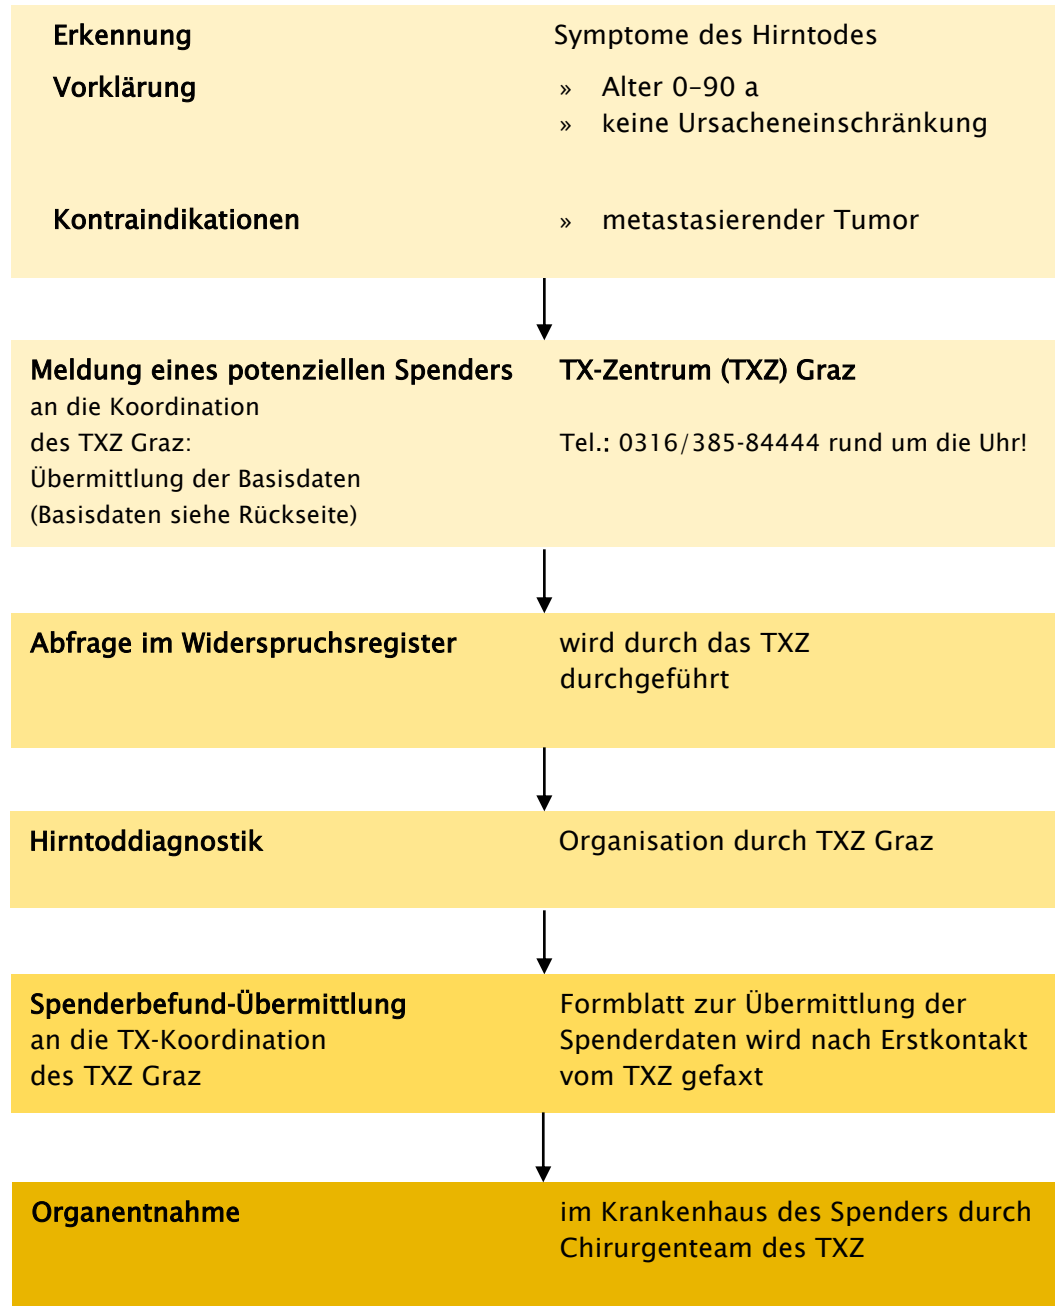 Erkennung Symptome des Hirntodes
Vorklärung » Alter 0–90 a
» keine Ursacheneinschränkung
Kontraindikationen » metastasierender Tumor
Meldung eines potenziellen Spenders TX-Zentrum (TXZ) Graz
an die Koordination
des TXZ Graz: Tel.: 0316/385-84444 rund um die Uhr!
Übermittlung der Basisdaten
(Basisdaten siehe Rückseite)
Abfrage im Widerspruchsregister wird durch das TXZ
durchgeführt
Hirntoddiagnostik Organisation durch TXZ Graz
Spenderbefund-Übermittlung Formblatt zur Übermittlung der
an die TX-Koordination Spenderdaten wird nach Erstkontakt
des TXZ Graz vom TXZ gefaxt
Organentnahme im Krankenhaus des Spenders durch
Chirurgenteam des TXZ